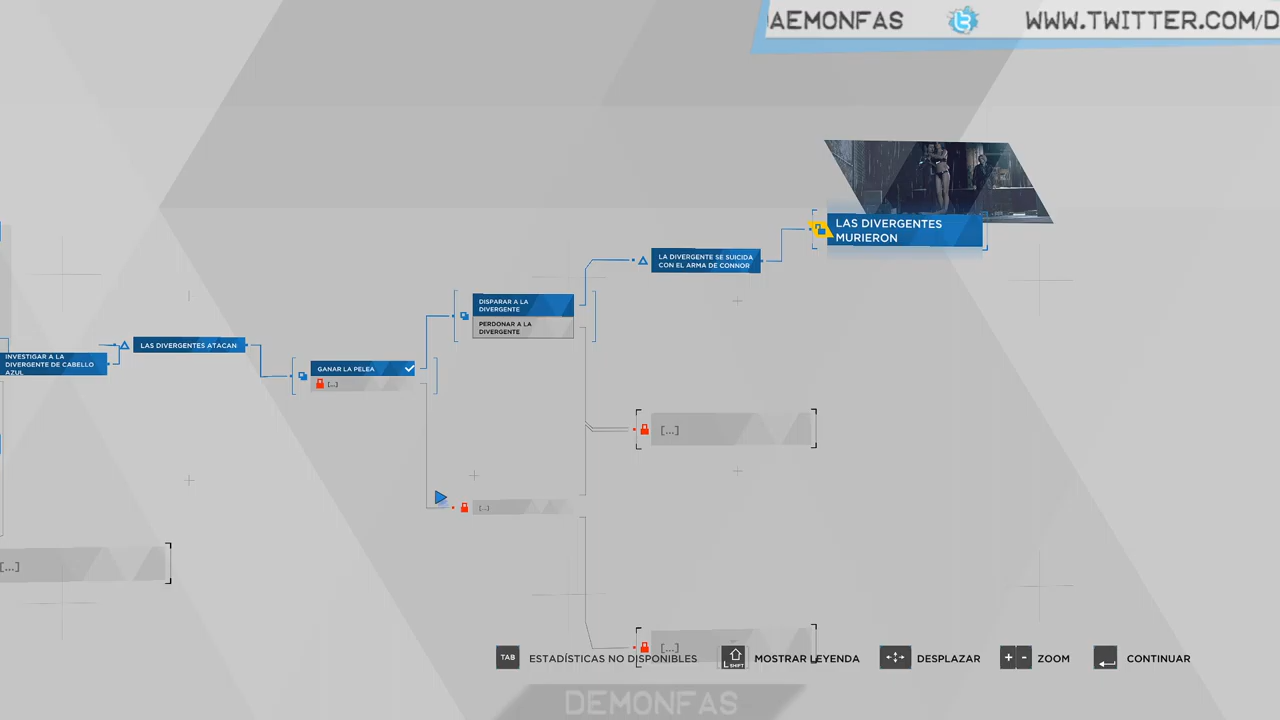 AEMONFAS
WWW.TWITTER.COM/D
LAS DIVERGENTES
MURIERON
LA DIVERGENTE SE SUICIDA
CON EL ARMA DE CONNOR
DISPARAR A LA
DIVERGENTE
PERDONAR A LA
DIVERGENTE
LAS DIVERGENTES ATACAN
INVESTIGAR A LA
DIVERGENTE DE CABELLO
AZUL
GANAR LA PELEA
[...]
[...]
[...]
[...]
[...]
TAB ESTADÍSTICAS NO DISPONIBLES
L SHIFT MOSTRAR LEYENDA
DESPLAZAR
+ - ZOOM
CONTINUAR
DEMONFAS